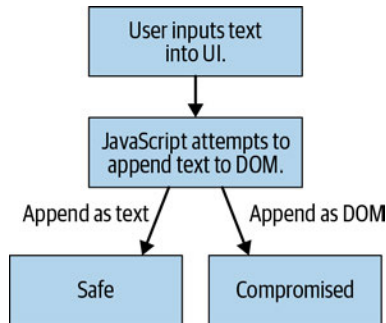 User inputs text
into UI.
JavaScript attempts to
append text to DOM.
Append as text
Append as DOM
Safe
Compromised